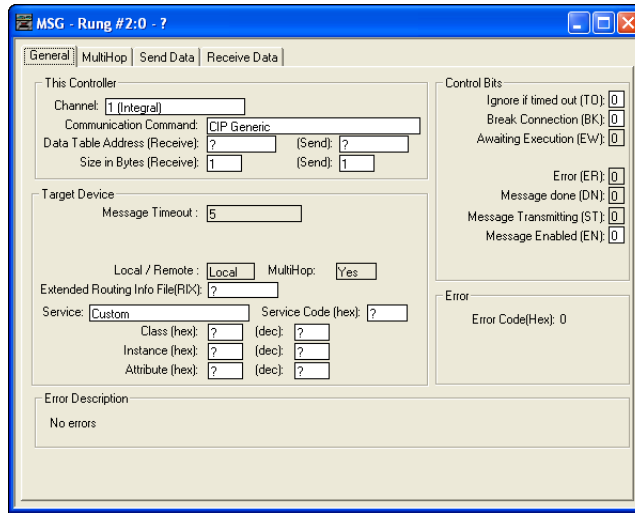 MSG - Rung #2:0 - ?
General MultiHop Send Data Receive Data
This Controller
Channel: 1 (Integral)
Communication Command: CIP Generic
Data Table Address (Receive): ? (Send): ?
Size in Bytes (Receive): 1 (Send): 1
Target Device
Message Timeout : 5
Local / Remote : Local MultiHop: Yes
Extended Routing Info File(RIX): ?
Service: Custom Service Code (hex): ?
Class (hex): ? (dec): ?
Instance (hex): ? (dec): ?
Attribute (hex): ? (dec): ?
Control Bits
Ignore if timed out (TO): 0
Break Connection (BK): 0
Awaiting Execution (EW): 0
Error (ER): 0
Message done (DN): 0
Message Transmitting (ST): 0
Message Enabled (EN): 0
Error
Error Code(Hex): 0
Error Description
No errors